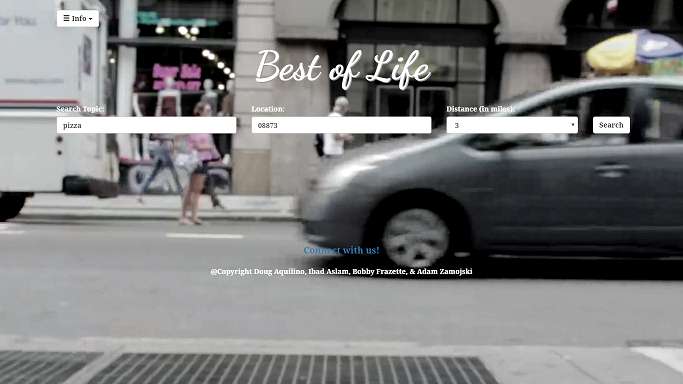 ☰ Info
Best of Life
Search Topic:
Location:
Distance (in miles):
pizza
08873
3
Search
Connect with us!
@Copyright Doug Aquilino, Ibad Aslam, Bobby Frazette, & Adam Zamojski